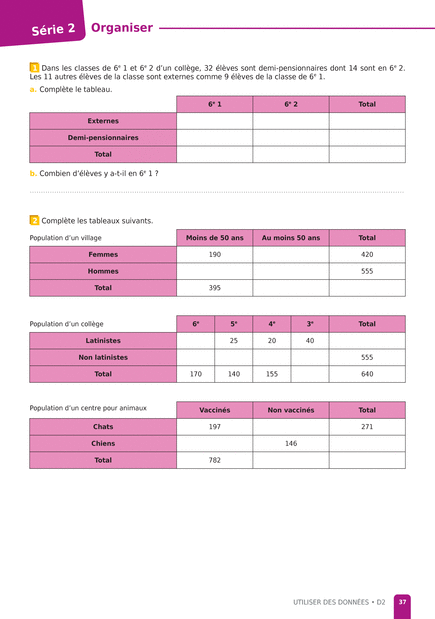 Série 2
Organiser
1 Dans les classes de 6e 1 et 6e 2 d'un collège, 32 élèves sont demi-pensionnaires dont 14 sont en 6e 2.
Les 11 autres élèves de la classe sont externes comme 9 élèves de la classe de 6e 1.
a. Complète le tableau.
6e 1 6e 2 Total
Externes
Demi-pensionnaires
Total
b. Combien d'élèves y a-t-il en 6e 1 ?
2 Complète les tableaux suivants.
Population d'un village Moins de 50 ans Au moins 50 ans Total
Femmes 190 420
Hommes 555
Total 395
Population d'un collège 6e 5e 4e 3e Total
Latinistes 25 20 40
Non latinistes 555
Total 170 140 155 640
Population d'un centre pour animaux Vaccinés Non vaccinés Total
Chats 197 271
Chiens 146
Total 782
UTILISER DES DONNÉES • D2 37